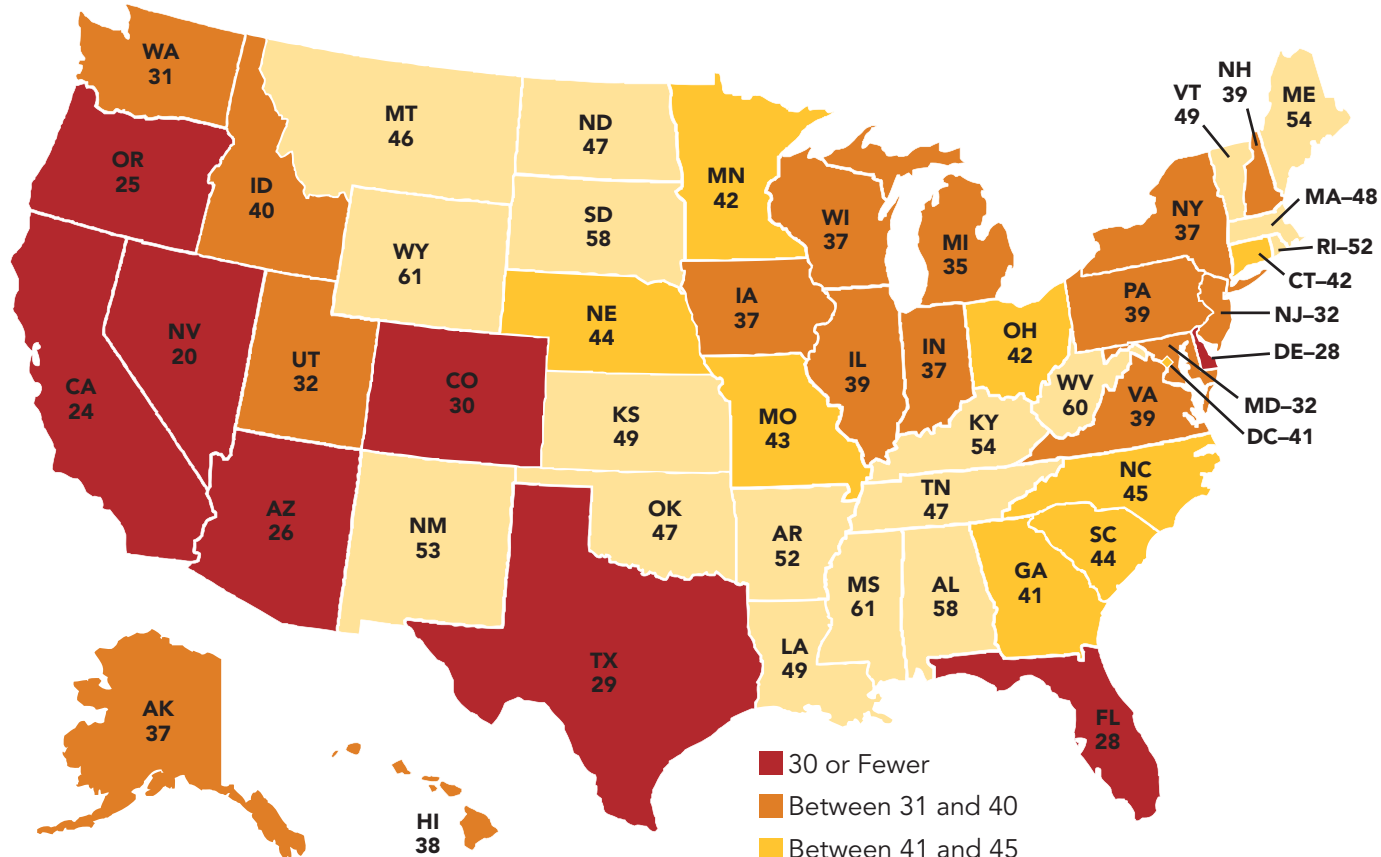 WA
31
OR
25
CA
24
NV
20
ID
40
MT
46
WY
61
UT
32
AZ
26
CO
30
NM
53
ND
47
SD
58
NE
44
KS
49
OK
47
TX
29
MN
42
IA
37
MO
43
AR
52
LA
49
WI
37
IL
39
MI
35
IN
37
OH
42
KY
54
TN
47
MS
61
AL
58
GA
41
FL
28
SC
44
NC
45
VA
39
WV
60
PA
39
NY
37
VT
49
NH
39
ME
54
MA–48
RI–52
CT–42
NJ–32
DE–28
MD–32
DC–41
AK
37
HI
38
30 or Fewer
Between 31 and 40
Between 41 and 45